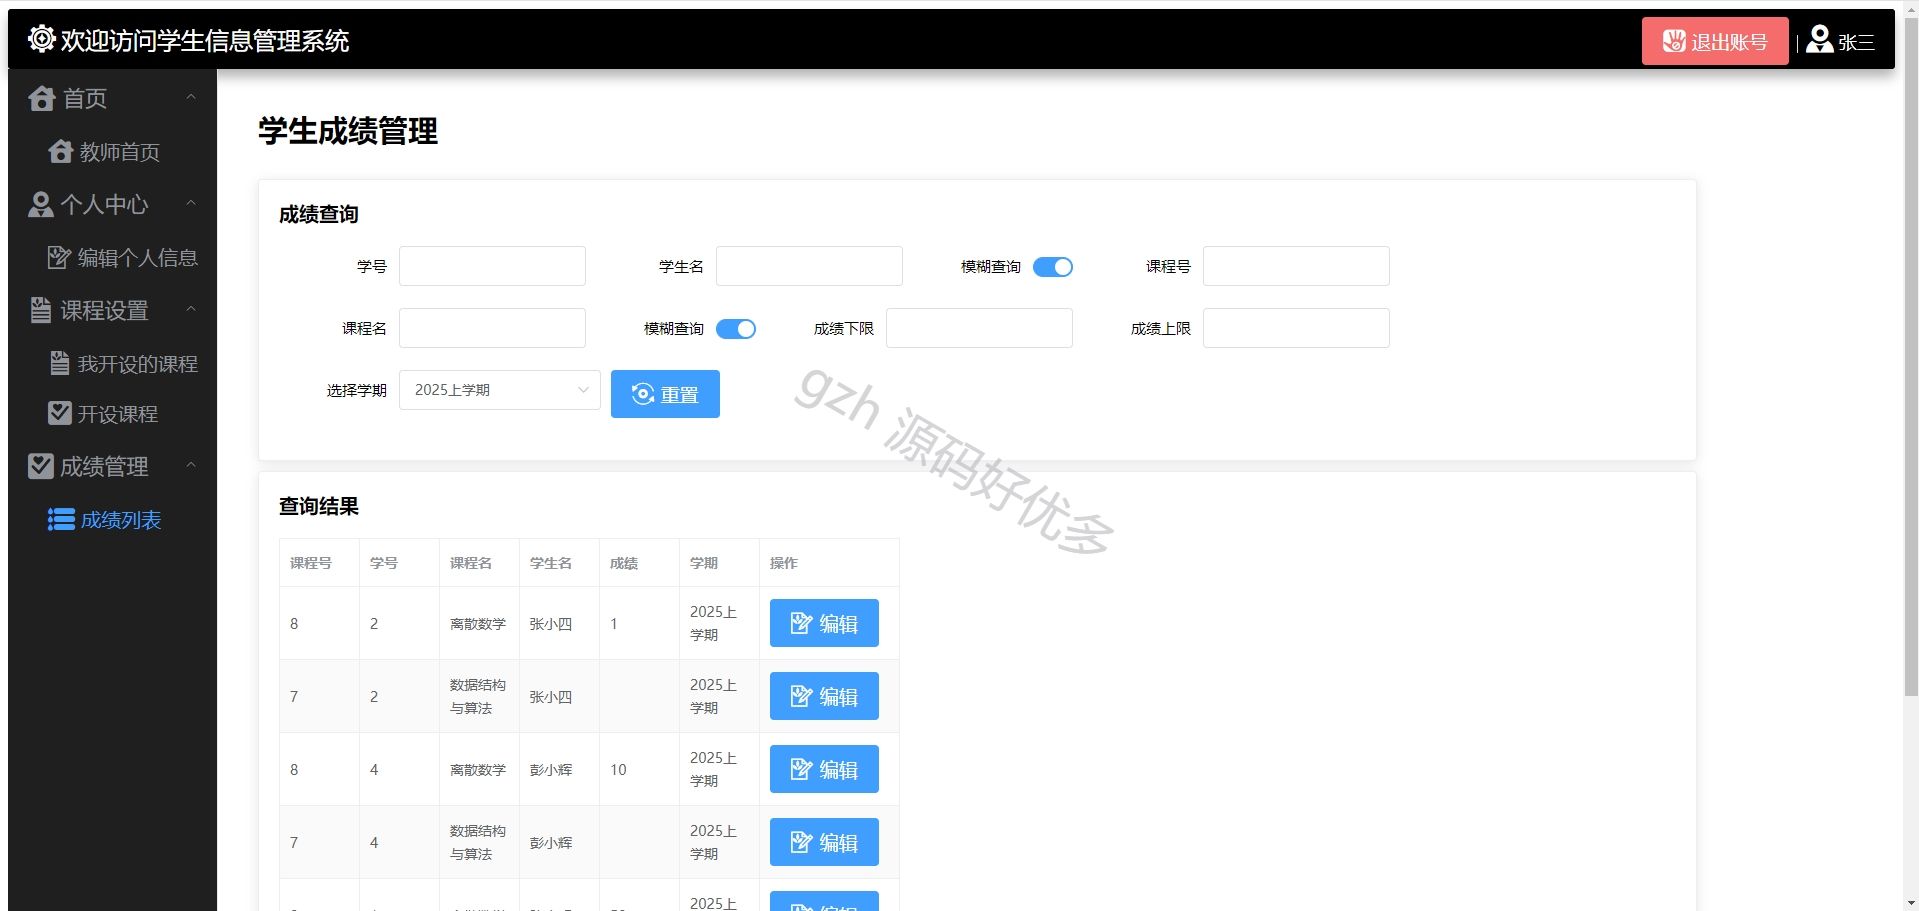 欢迎访问学生信息管理系统
退出账号
|
张三
首页
教师首页
个人中心
编辑个人信息
课程设置
我开设的课程
开设课程
成绩管理
成绩列表
学生成绩管理
成绩查询
学号
学生名
模糊查询
课程号
课程名
模糊查询
成绩下限
成绩上限
选择学期
2025上学期
重置
gzh 源码好优多
查询结果
课程号 学号 课程名 学生名 成绩 学期 操作
8 2 离散数学 张小四 1 2025上
学期
编辑
7 2 数据结构
与算法
张小四 2025上
学期
编辑
8 4 离散数学 彭小辉 10 2025上
学期
编辑
7 4 数据结构
与算法
彭小辉 2025上
学期
编辑
2025上